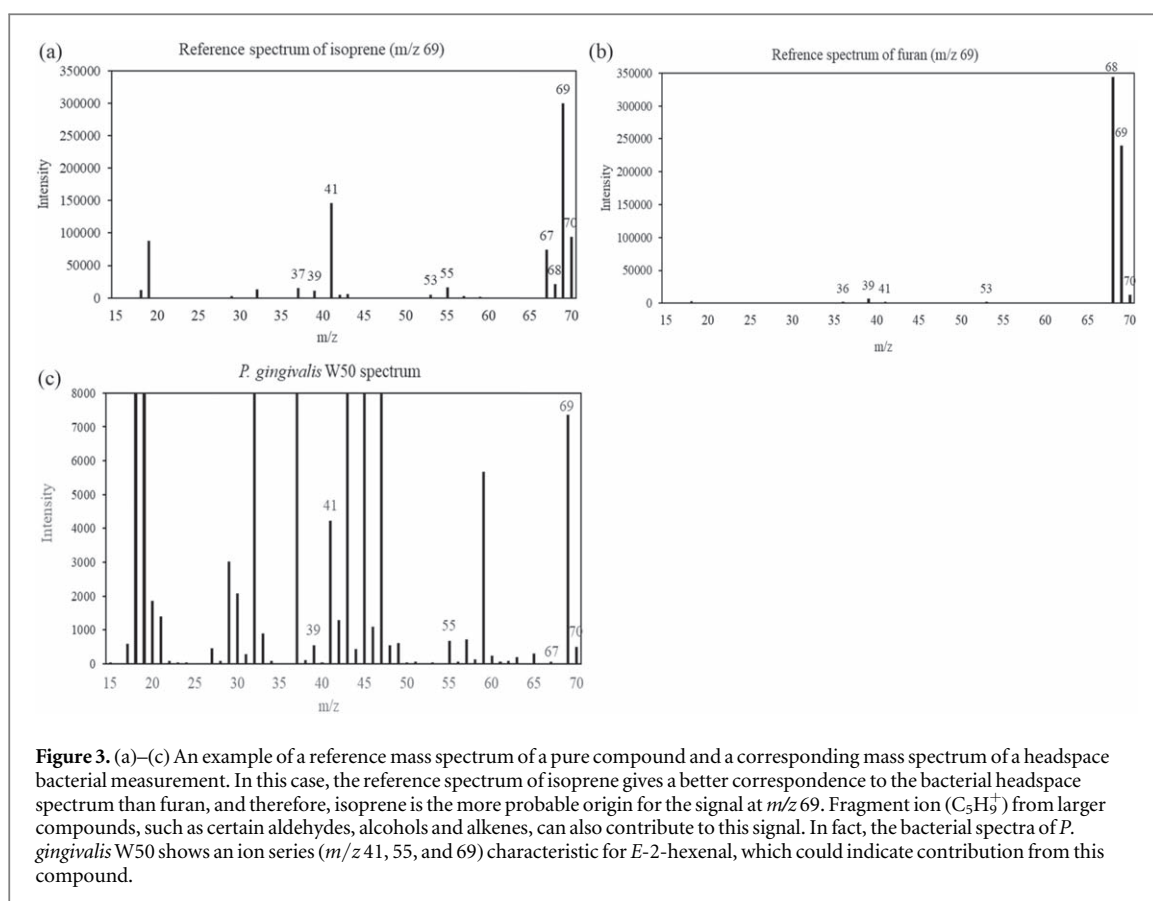 (a)
Reference spectrum of isoprene (m/z 69)
350000
300000
250000
200000
150000
100000
50000
0
Intensity
15 20 25 30 35 40 45 50 55 60 65 70
m/z
37
39
41
53
55
67
68
69
70
(b)
Refrence spectrum of furan (m/z 69)
350000
300000
250000
200000
150000
100000
50000
0
Intensity
15 20 25 30 35 40 45 50 55 60 65 70
m/z
36
39
41
53
68
69
70
(c)
P. gingivalis W50 spectrum
8000
7000
6000
5000
4000
3000
2000
1000
0
Intensity
15 20 25 30 35 40 45 50 55 60 65 70
m/z
39
41
55
67
69
70
Figure 3. (a)–(c) An example of a reference mass spectrum of a pure compound and a corresponding mass spectrum of a headspace
bacterial measurement. In this case, the reference spectrum of isoprene gives a better correspondence to the bacterial headspace
spectrum than furan, and therefore, isoprene is the more probable origin for the signal at m/z 69. Fragment ion (C₅H₉⁺) from larger
compounds, such as certain aldehydes, alcohols and alkenes, can also contribute to this signal. In fact, the bacterial spectra of P.
gingivalis W50 shows an ion series (m/z 41, 55, and 69) characteristic for E-2-hexenal, which could indicate contribution from this
compound.